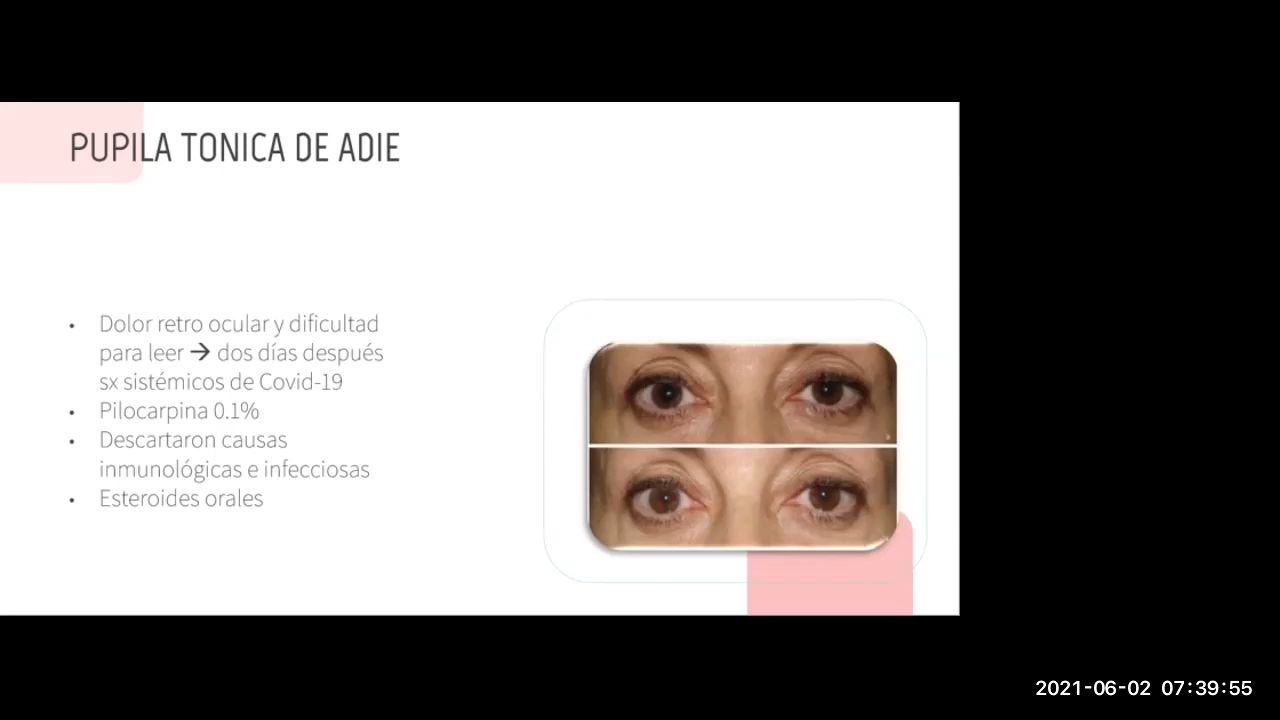 PUPILA TONICA DE ADIE
• Dolor retro ocular y dificultad
para leer → dos días después
sx sistémicos de Covid-19
• Pilocarpina 0.1%
• Descartaron causas
inmunológicas e infecciosas
• Esteroides orales
2021-06-02 07:39:55